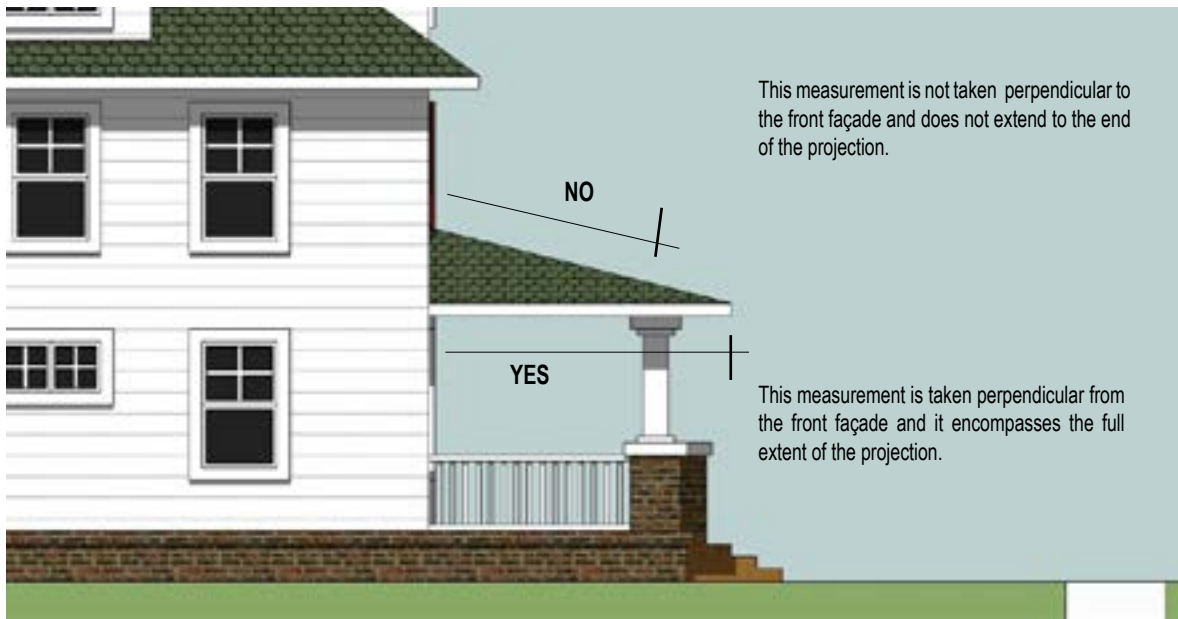 This measurement is not taken perpendicular to
the front façade and does not extend to the end
of the projection.
NO
YES
This measurement is taken perpendicular from
the front façade and it encompasses the full
extent of the projection.